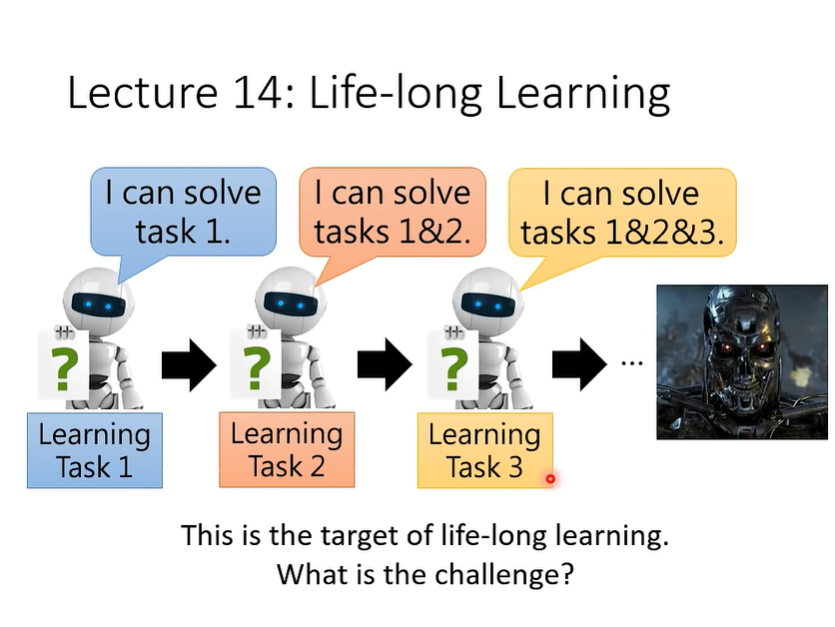 Lecture 14: Life-long Learning
I can solve
task 1.
I can solve
tasks 1&2.
I can solve
tasks 1&2&3.
?
?
?
...
Learning
Task 1
Learning
Task 2
Learning
Task 3
This is the target of life-long learning.
What is the challenge?